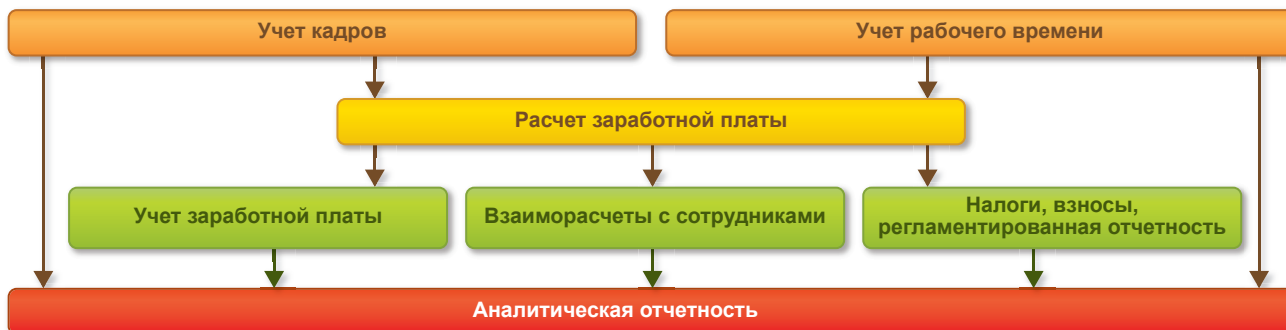 Учет кадров
Учет рабочего времени
Расчет заработной платы
Учет заработной платы
Взаиморасчеты с сотрудниками
Налоги, взносы,
регламентированная отчетность
Аналитическая отчетность